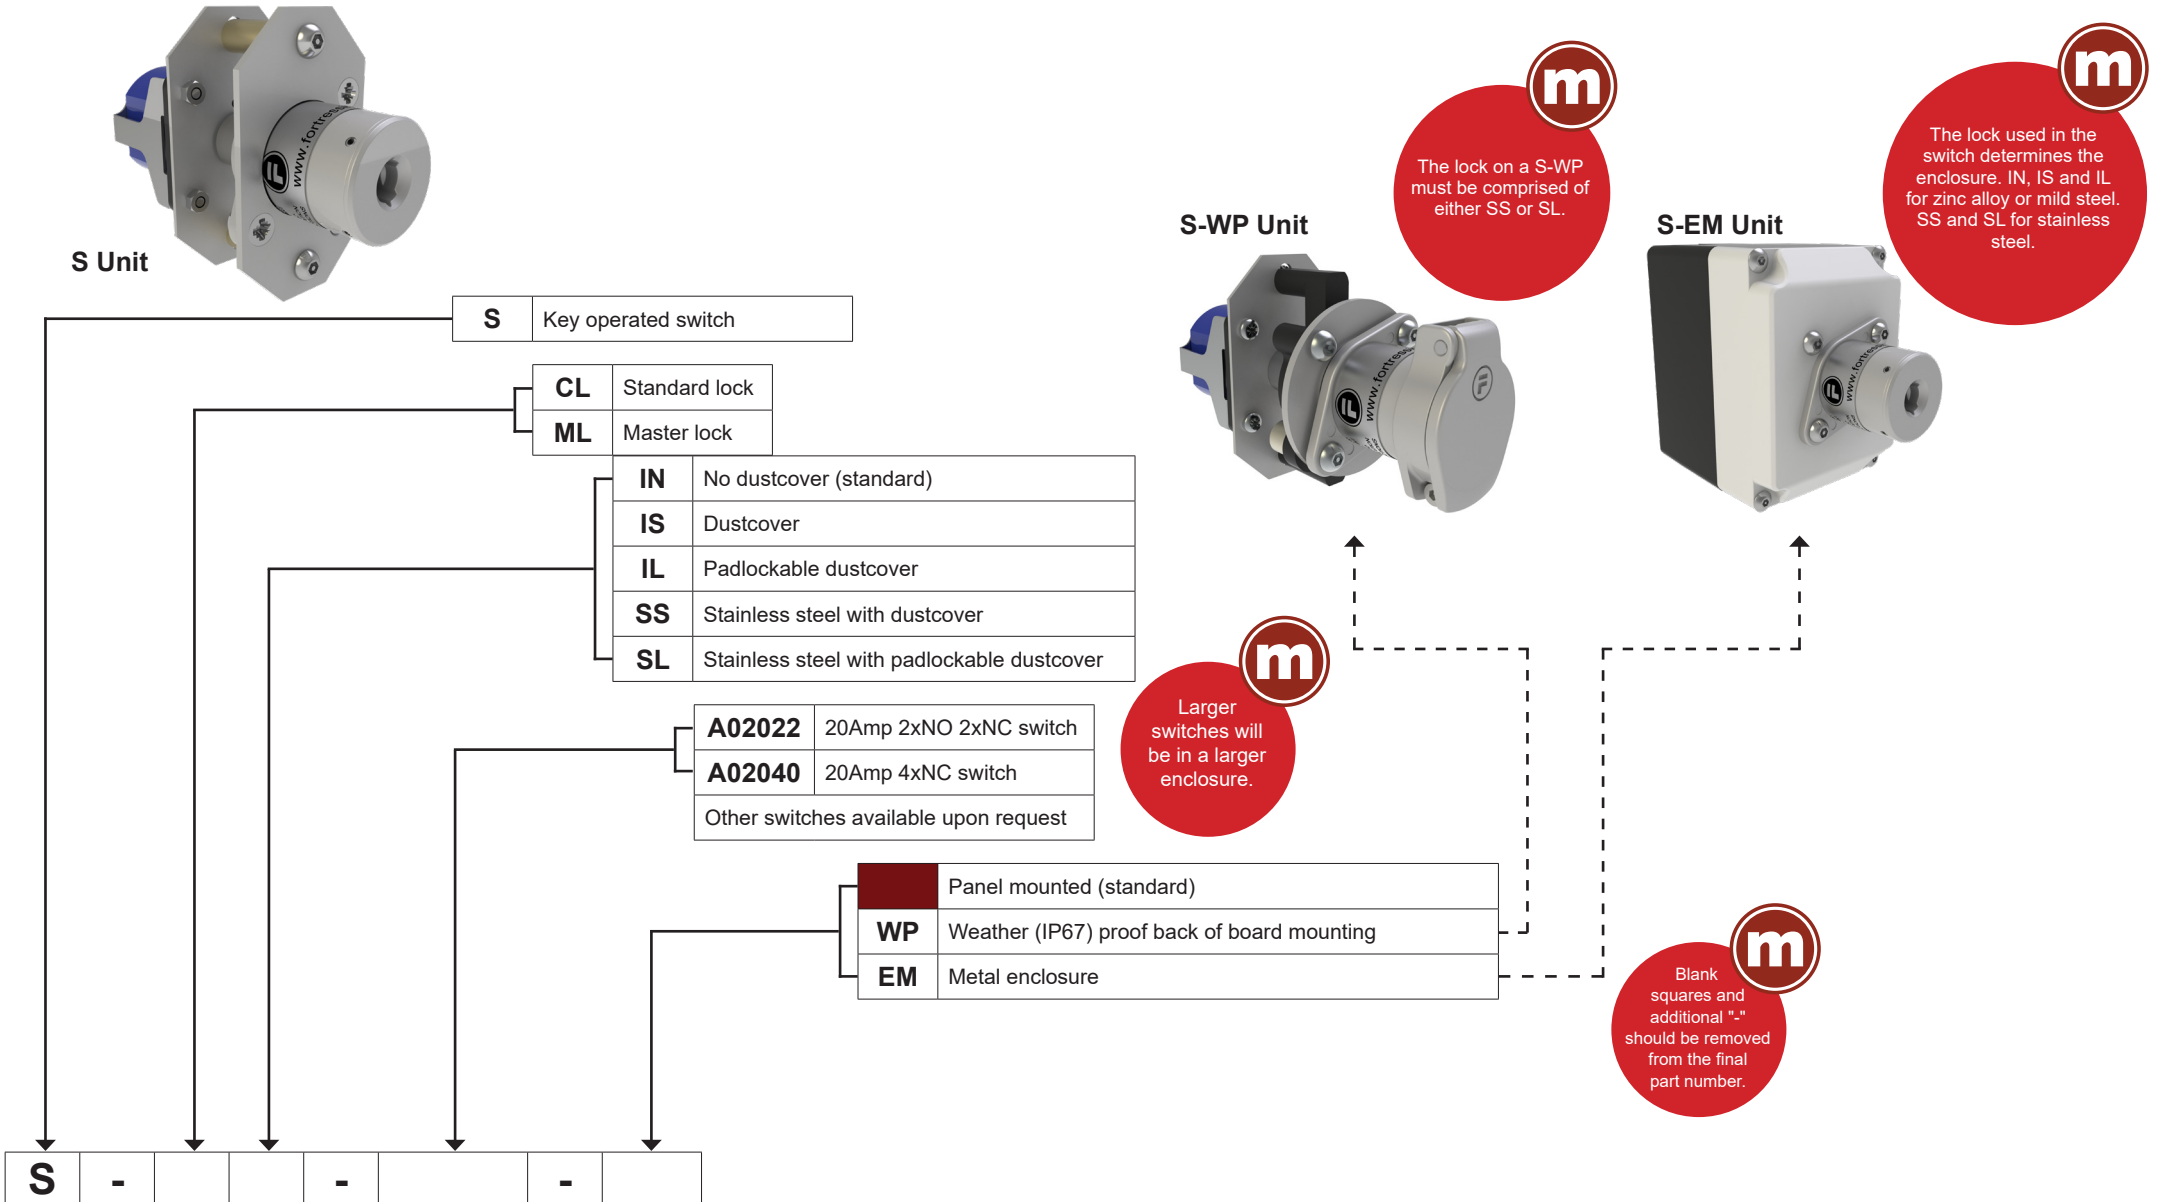 S Unit
S Key operated switch
CL Standard lock
ML Master lock
IN No dustcover (standard)
IS Dustcover
IL Padlockable dustcover
SS Stainless steel with dustcover
SL Stainless steel with padlockable dustcover
A02022 20Amp 2xNO 2xNC switch
A02040 20Amp 4xNC switch
Other switches available upon request
Panel mounted (standard)
WP Weather (IP67) proof back of board mounting
EM Metal enclosure
S - - -
S-WP Unit
m
The lock on a S-WP
must be comprised of
either SS or SL.
S-EM Unit
m
The lock used in the
switch determines the
enclosure. IN, IS and IL
for zinc alloy or mild steel.
SS and SL for stainless
steel.
m
Larger
switches will
be in a larger
enclosure.
m
Blank
squares and
additional "-"
should be removed
from the final
part number.
www.fortress
www.fortress
www.fortress